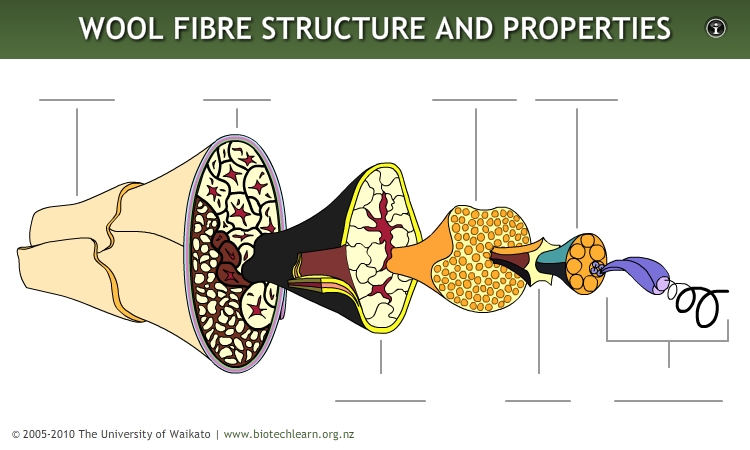 WOOL FIBRE STRUCTURE AND PROPERTIES
i
© 2005-2010 The University of Waikato | www.biotechlearn.org.nz